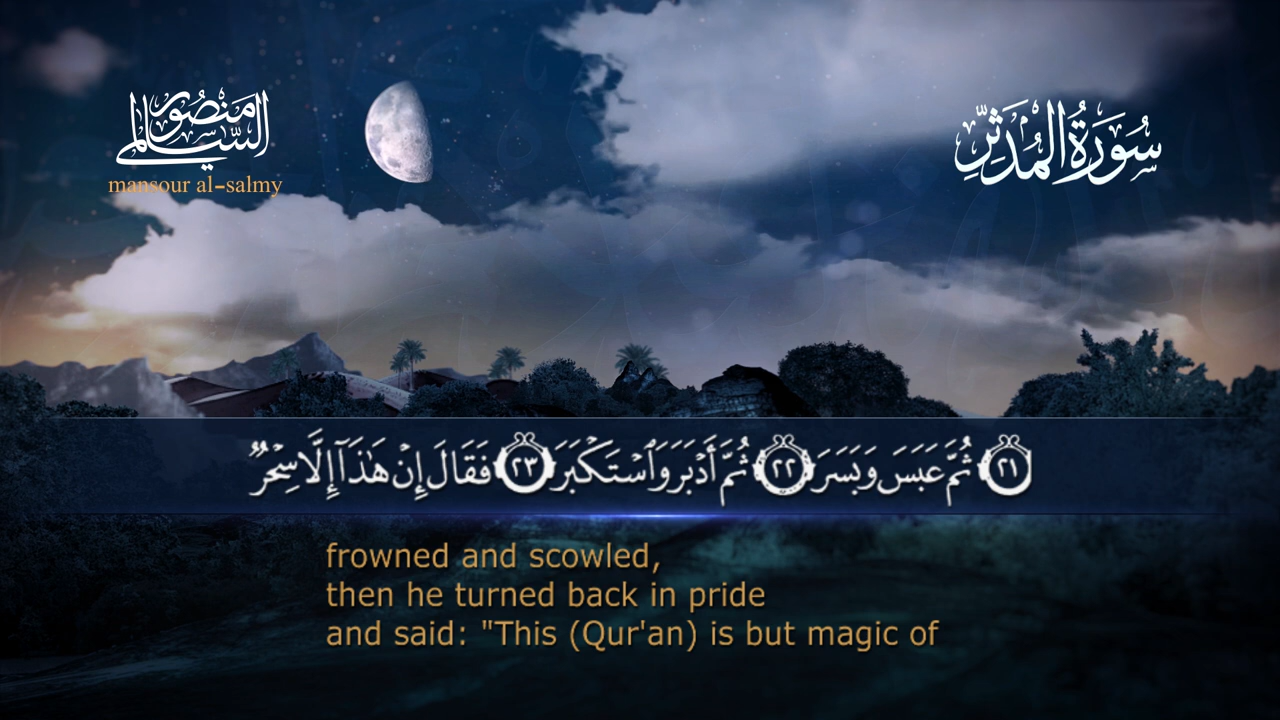 منصور السالمي
mansour al-salmy
سُورَةُ المُدَّثِّرِ
﴿٢١﴾ ثُمَّ عَبَسَ وَبَسَرَ ﴿٢٢﴾ ثُمَّ أَدْبَرَ وَٱسْتَكْبَرَ ﴿٢٣﴾ فَقَالَ إِنْ هَٰذَآ إِلَّا سِحْرٌ
frowned and scowled,
then he turned back in pride
and said: "This (Qur'an) is but magic of